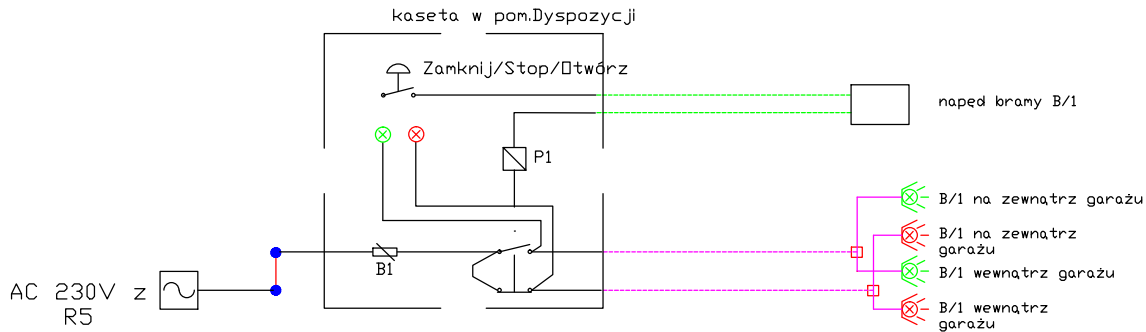 kaseta w pom.Dyspozycji
Zamknij/Stop/Otwórz
napęd bramy B/1
P1
B/1 na zewnątrz garażu
B/1 na zewnątrz
garażu
B/1 wewnątrz garażu
B/1 wewnątrz
garażu
B1
AC 230V z
R5